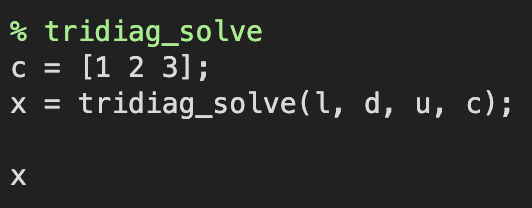 % tridiag_solve
c = [1 2 3];
x = tridiag_solve(l, d, u, c);
x